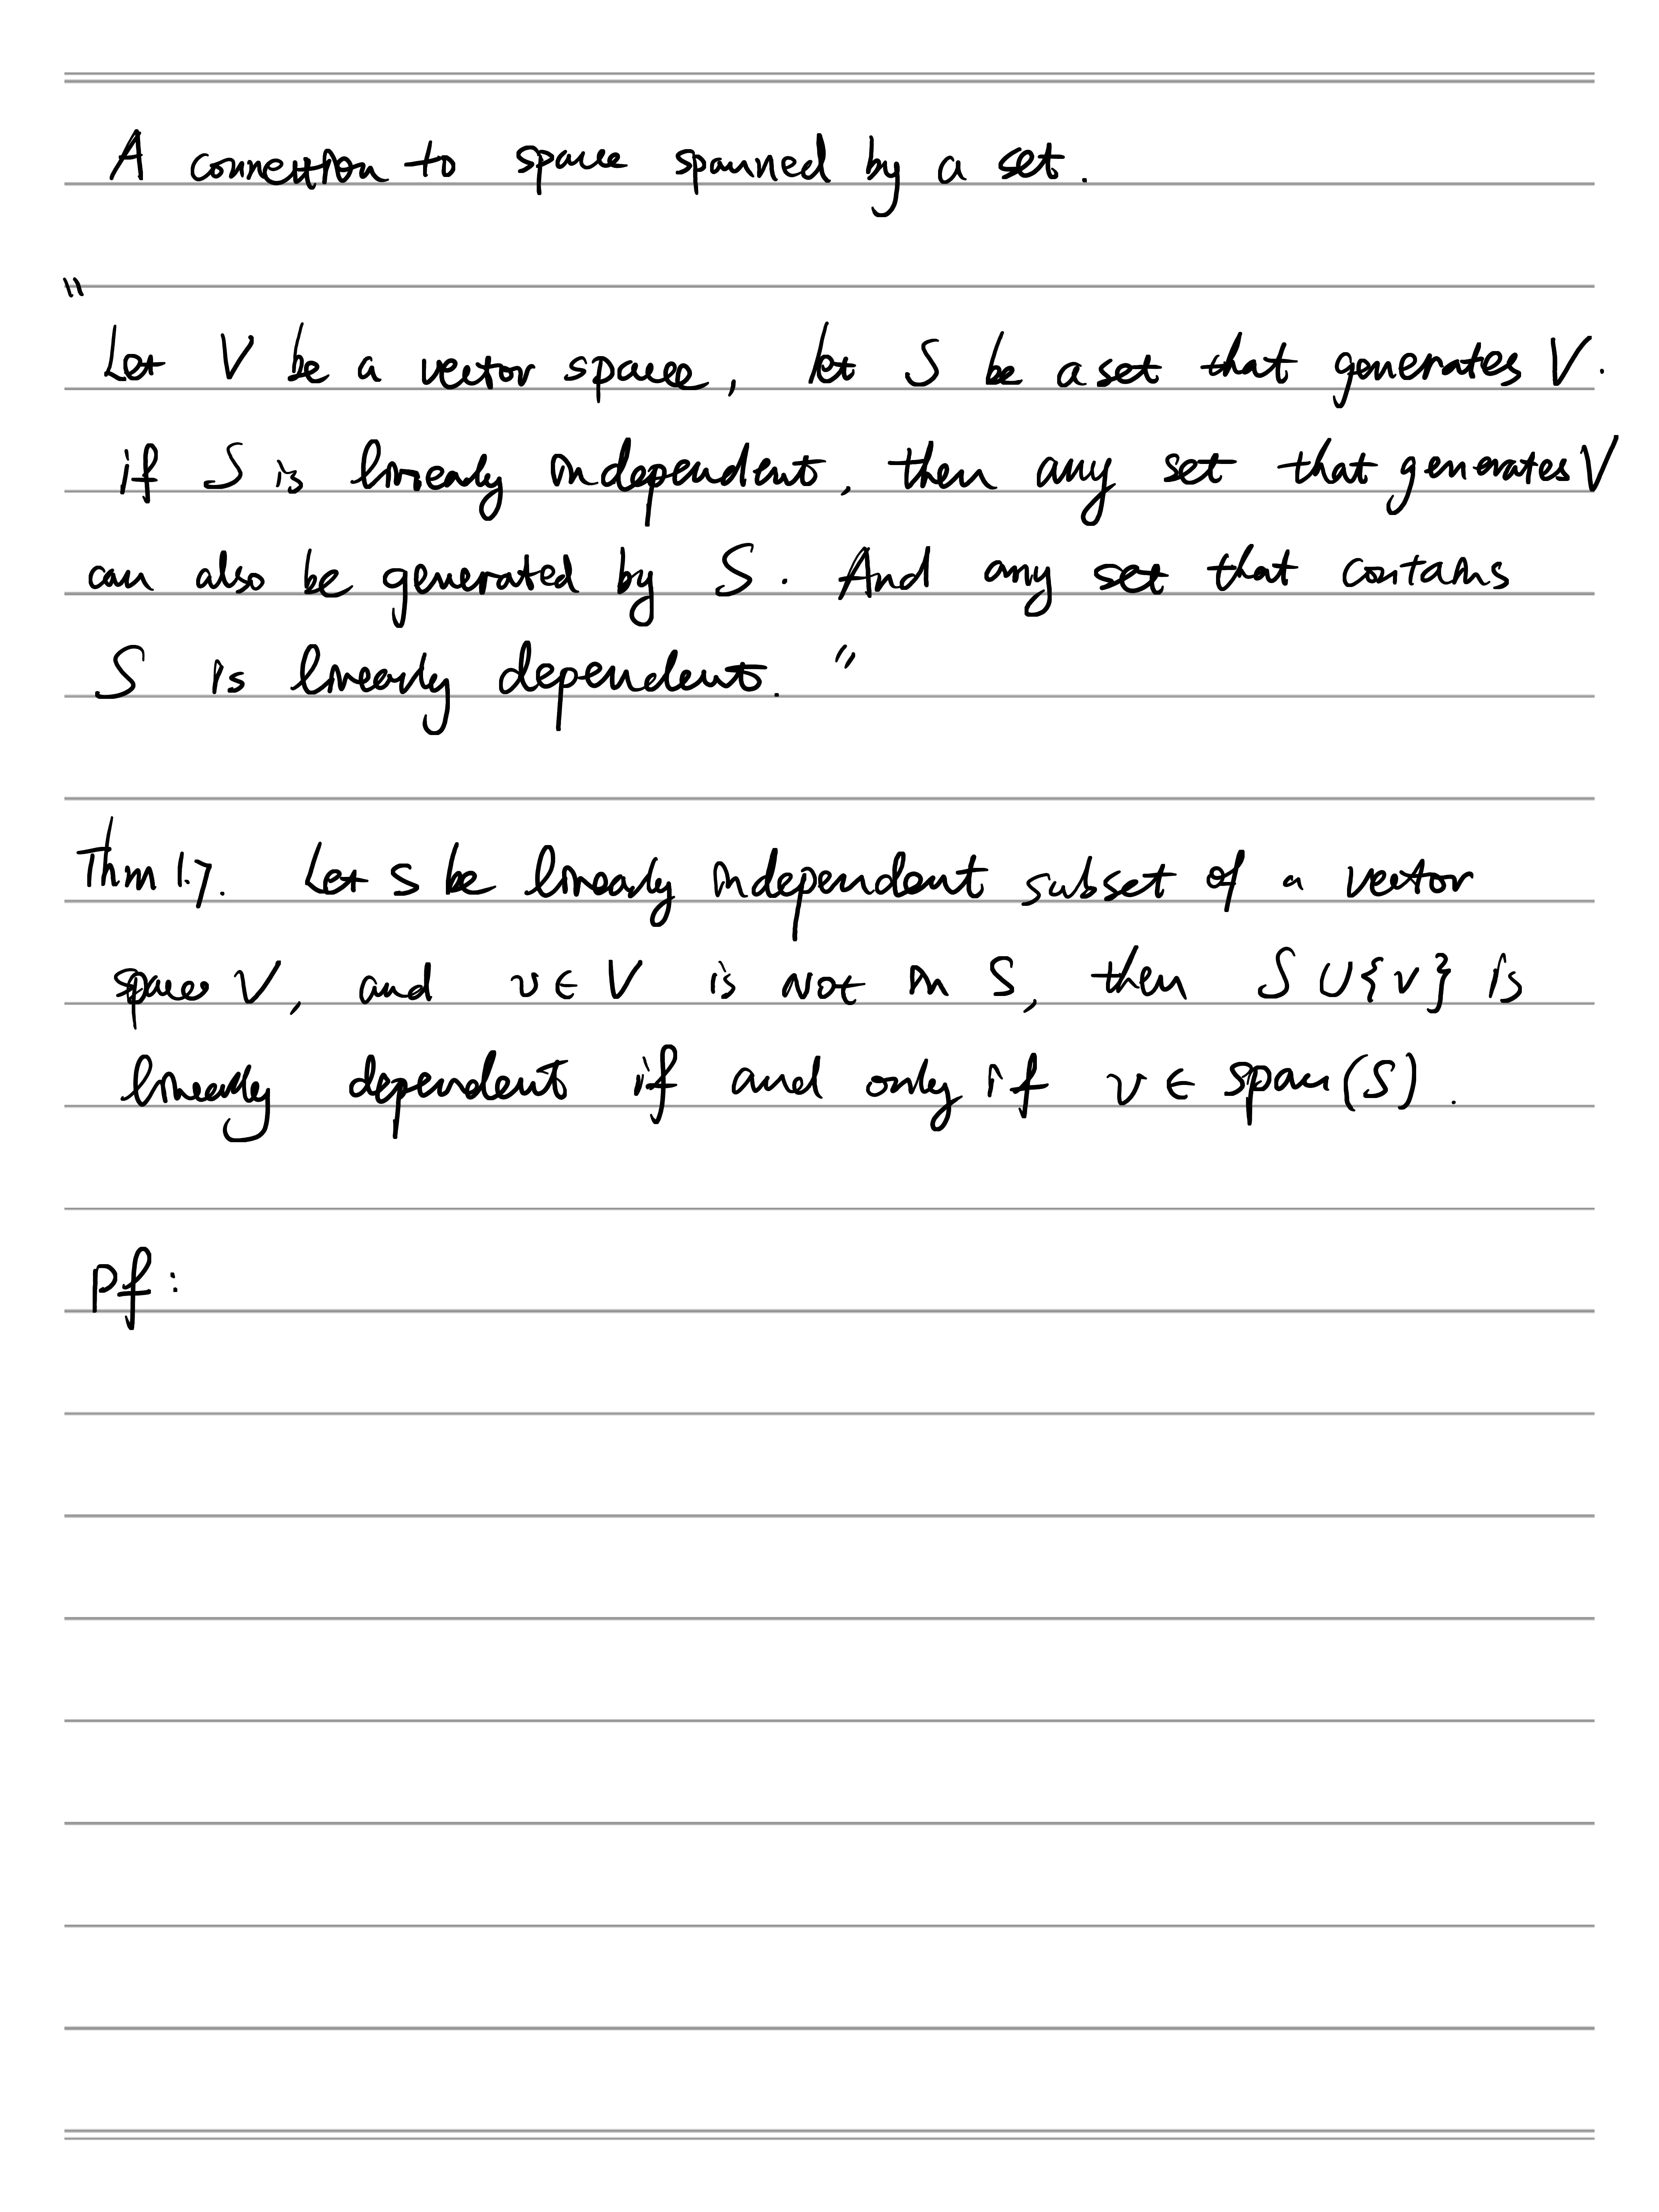 A connection to space spanned by a set.
"
Let V be a vector space, let S be a set that generates V.
if S is linearly independent, then any set that generates V
can also be generated by S. And any set that contains
S is linearly dependent."
Thm 1.7. Let S be linearly independent subset of a vector
space V, and v ∈ V is not in S, then S ∪ {v} is
linearly dependent if and only if v ∈ span(S).
pf: